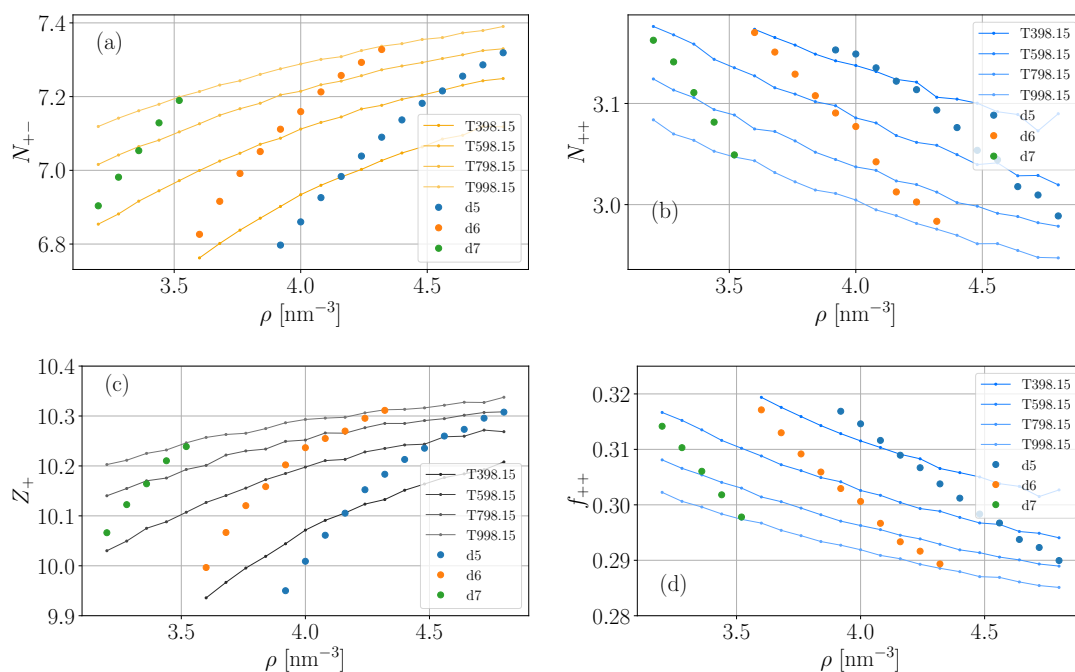 (a)
7.4
7.2
7.0
6.8
N₊₋
3.5
4.0
4.5
ρ [nm⁻³]
T398.15
T598.15
T798.15
T998.15
d5
d6
d7
(b)
3.1
3.0
N₊₊
3.5
4.0
4.5
ρ [nm⁻³]
T398.15
T598.15
T798.15
T998.15
d5
d6
d7
(c)
10.4
10.3
10.2
10.1
10.0
9.9
Z₊
3.5
4.0
4.5
ρ [nm⁻³]
T398.15
T598.15
T798.15
T998.15
d5
d6
d7
(d)
0.32
0.31
0.30
0.29
0.28
f₊₊
3.5
4.0
4.5
ρ [nm⁻³]
T398.15
T598.15
T798.15
T998.15
d5
d6
d7